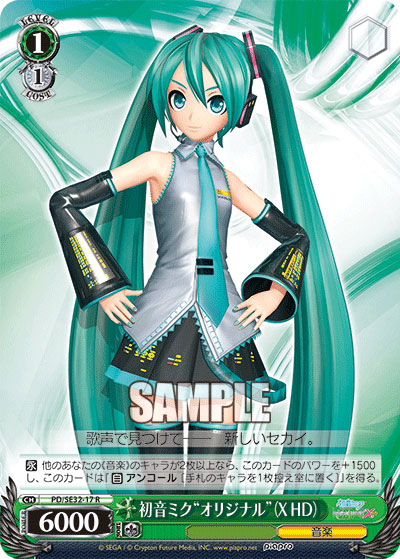 LEVEL
1
1
COST
SAMPLE
歌声で見つけて―― 新しいセカイ。
永 他のあなたの《音楽》のキャラが2枚以上なら、このカードのパワーを+1500
し、このカードは『自 アンコール [手札のキャラを1枚控え室に置く]』を得る。
CH PD/SE32-17 R
POWER
6000
初音ミク“オリジナル”(X HD)
音楽
© SEGA / © Crypton Future Media, INC. www.piapro.net piapro